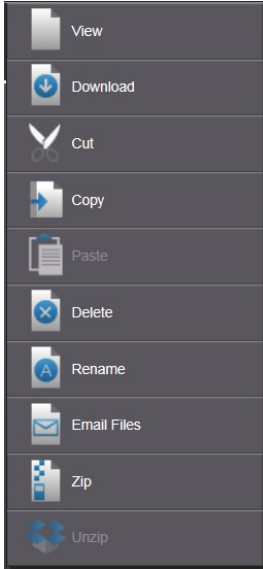 View
Download
Cut
Copy
Paste
Delete
Rename
Email Files
Zip
Unzip